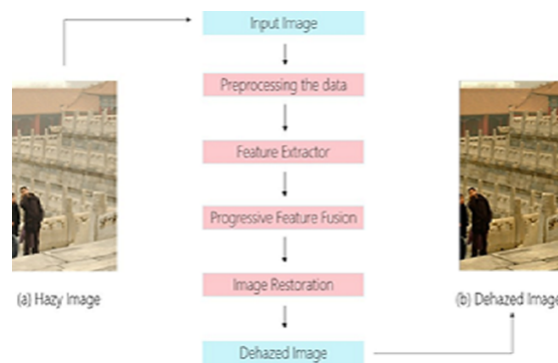 Input Image
Preprocessing the data
Feature Extractor
Progressive Feature Fusion
Image Restoration
(a) Hazy Image
(b) Dehazed Image
Dehazed Image